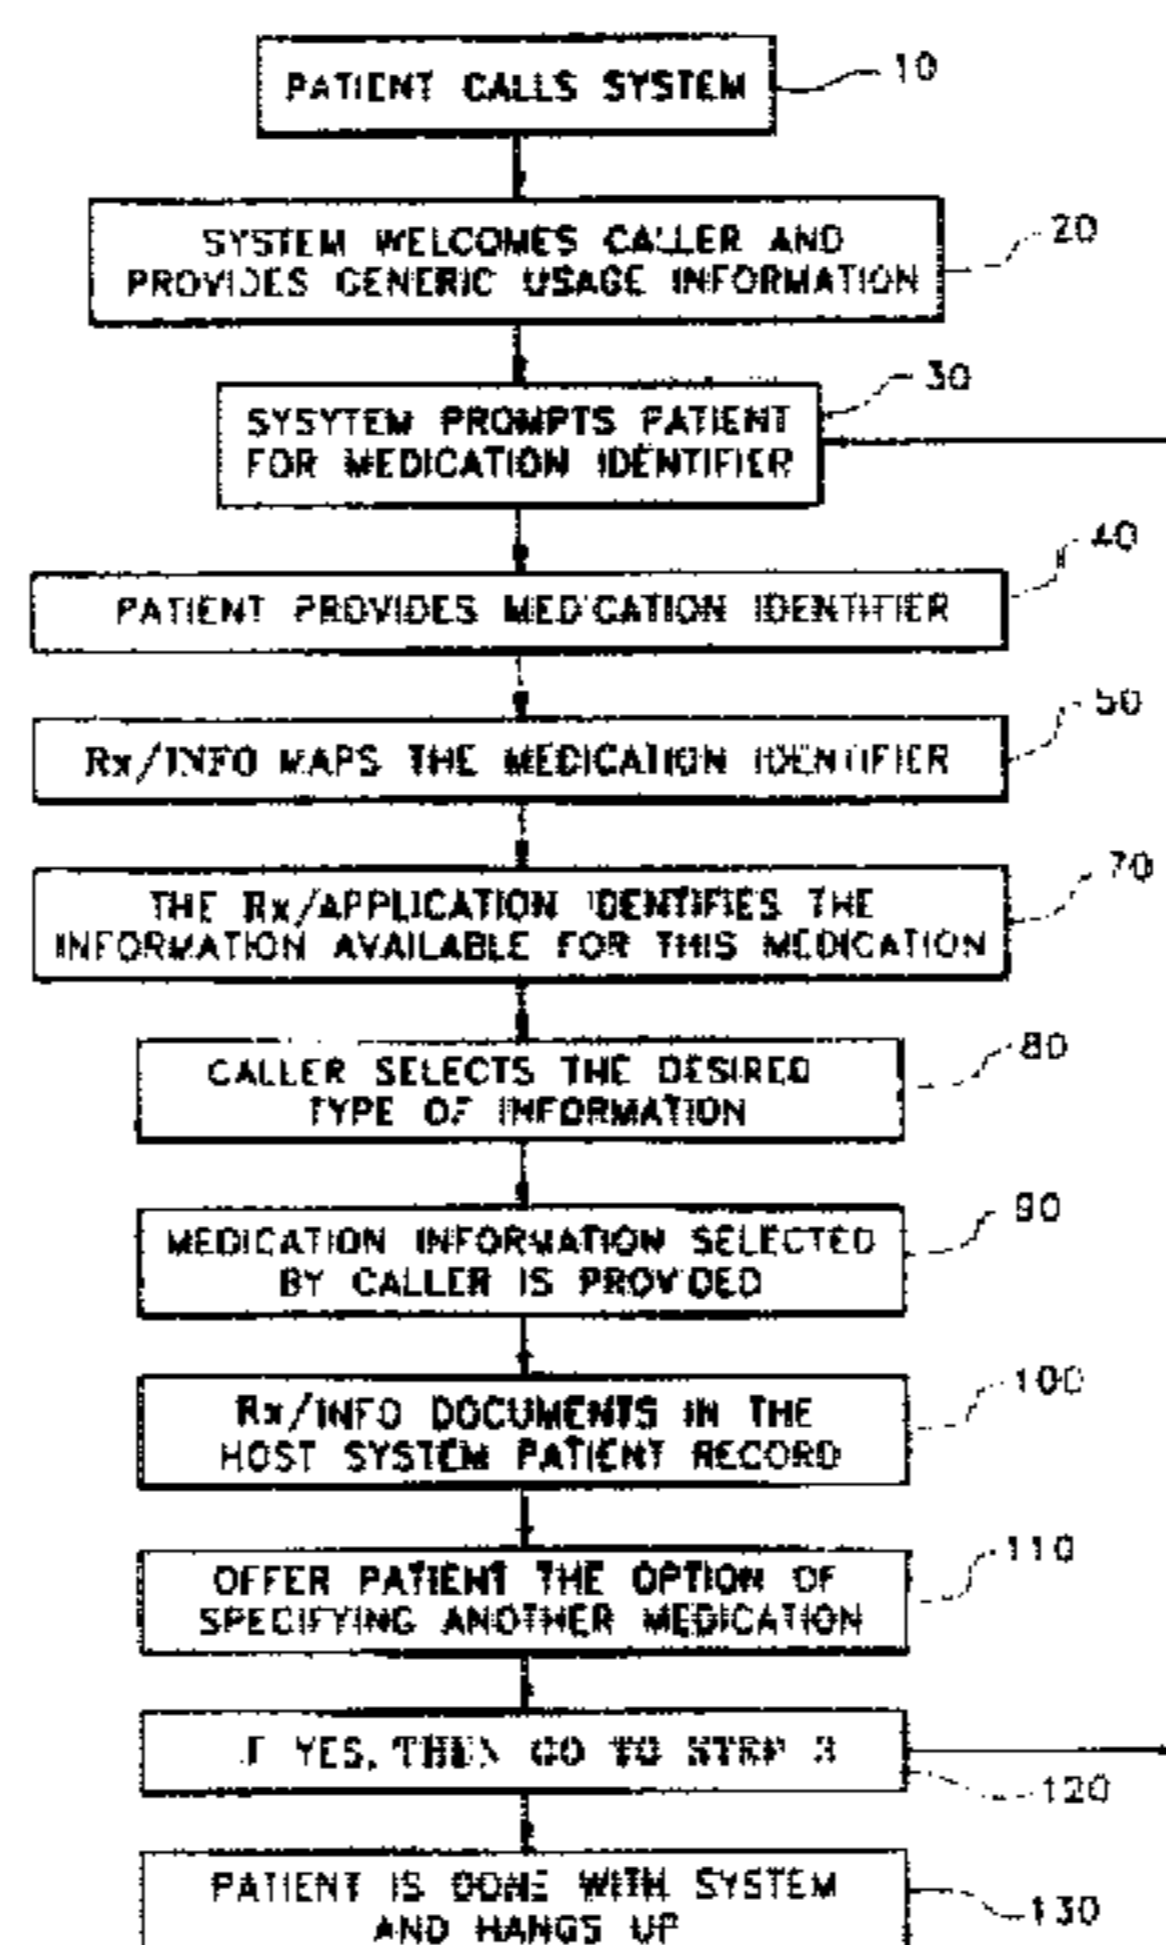 PATIENT CALLS SYSTEM
10
SYSTEM WELCOMES CALLER AND
PROVIDES GENERIC USAGE INFORMATION
20
SYSYTEM PROMPTS PATIENT
FOR MEDICATION IDENTIFIER
30
PATIENT PROVIDES MEDICATION IDENTIFIER
40
Rx/INFO MAPS THE MEDICATION IDENTIFIER
50
THE Rx/APPLICATION IDENTIFIES THE
INFORMATION AVAILABLE FOR THIS MEDICATION
70
CALLER SELECTS THE DESIRED
TYPE OF INFORMATION
80
MEDICATION INFORMATION SELECTED
BY CALLER IS PROVIDED
90
Rx/INFO DOCUMENTS IN THE
HOST SYSTEM PATIENT RECORD
100
OFFER PATIENT THE OPTION OF
SPECIFYING ANOTHER MEDICATION
110
IF YES, THEN GO TO STEP 3
120
PATIENT IS DONE WITH SYSTEM
AND HANGS UP
130